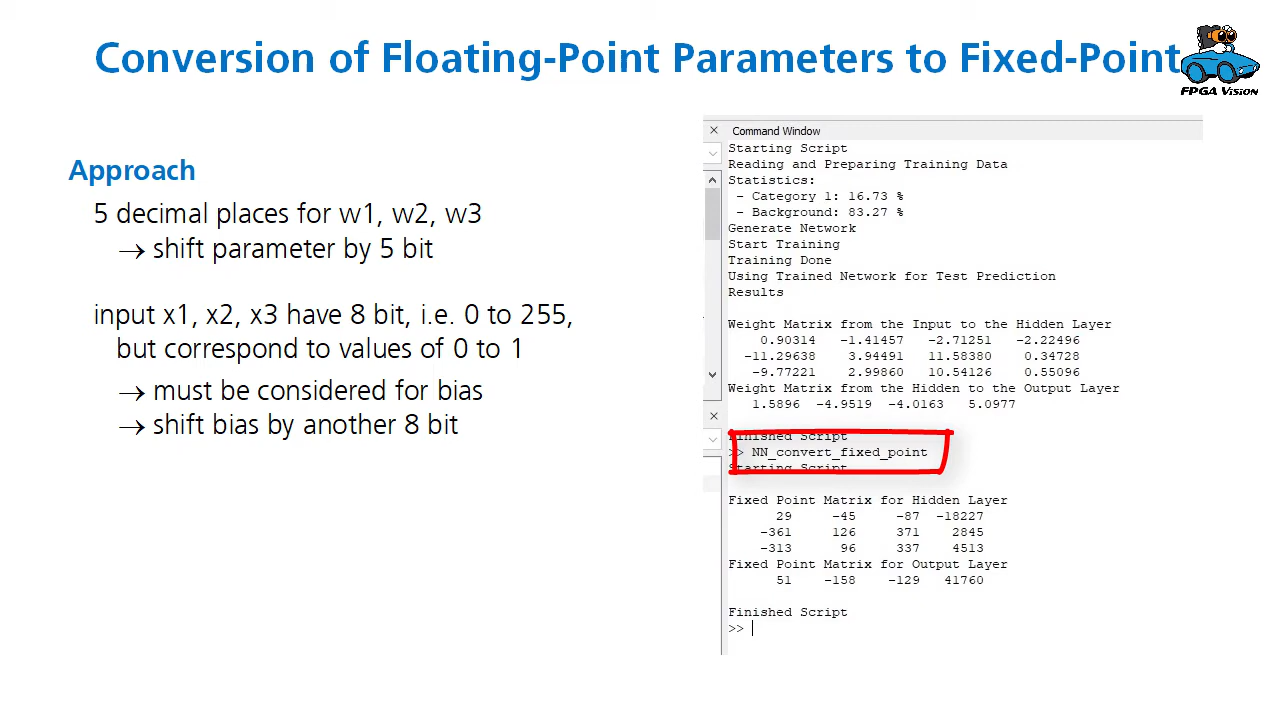 Conversion of Floating-Point Parameters to Fixed-Point
FPGA Vision
Approach
5 decimal places for w1, w2, w3
→ shift parameter by 5 bit
input x1, x2, x3 have 8 bit, i.e. 0 to 255,
but correspond to values of 0 to 1
→ must be considered for bias
→ shift bias by another 8 bit
Command Window
Starting Script
Reading and Preparing Training Data
Statistics:
- Category 1: 16.73 %
- Background: 83.27 %
Generate Network
Start Training
Training Done
Using Trained Network for Test Prediction
Results
Weight Matrix from the Input to the Hidden Layer
0.90314 -1.41457 -2.71251 -2.22496
-11.29638 3.94491 11.58380 0.34728
-9.77221 2.99860 10.54126 0.55096
Weight Matrix from the Hidden to the Output Layer
1.5896 -4.9519 -4.0163 5.0977
Finished Script
>> NN_convert_fixed_point
Starting Script
Fixed Point Matrix for Hidden Layer
29 -45 -87 -18227
-361 126 371 2845
-313 96 337 4513
Fixed Point Matrix for Output Layer
51 -158 -129 41760
Finished Script
>>